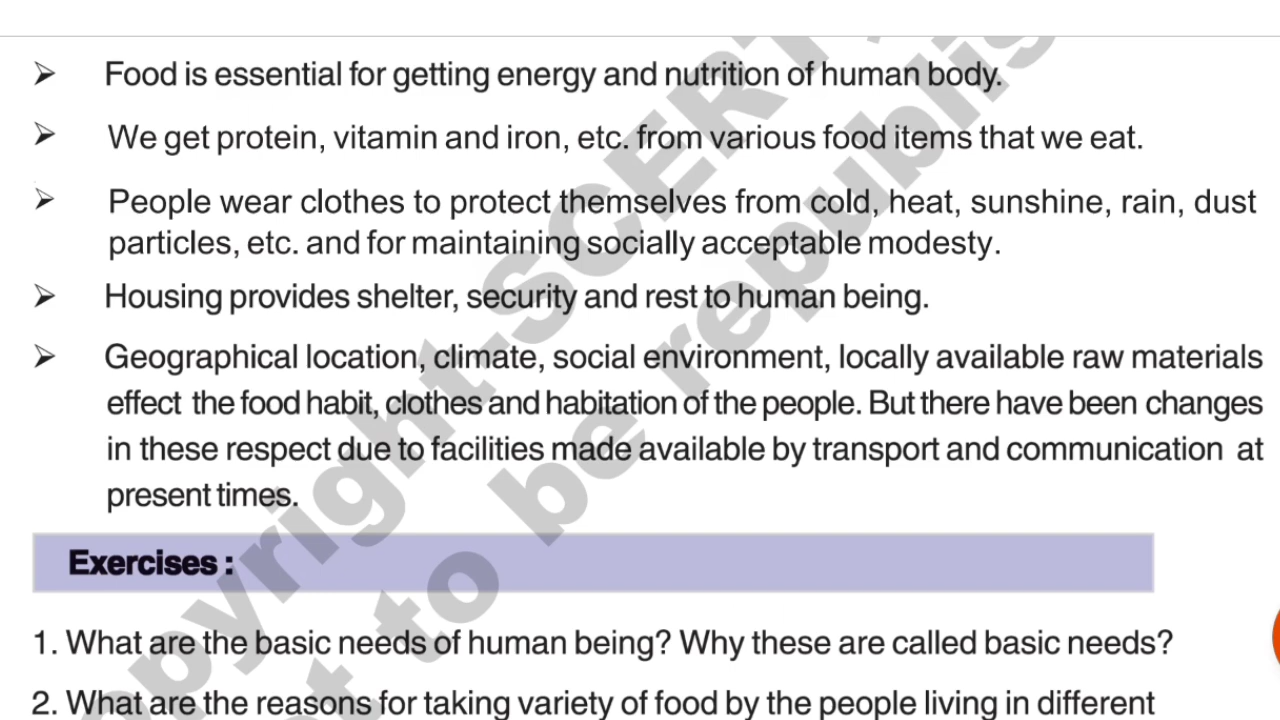 ➢ Food is essential for getting energy and nutrition of human body.
➢ We get protein, vitamin and iron, etc. from various food items that we eat.
➢ People wear clothes to protect themselves from cold, heat, sunshine, rain, dust
particles, etc. and for maintaining socially acceptable modesty.
➢ Housing provides shelter, security and rest to human being.
➢ Geographical location, climate, social environment, locally available raw materials
effect the food habit, clothes and habitation of the people. But there have been changes
in these respect due to facilities made available by transport and communication at
present times.
Exercises :
1. What are the basic needs of human being? Why these are called basic needs?
2. What are the reasons for taking variety of food by the people living in different